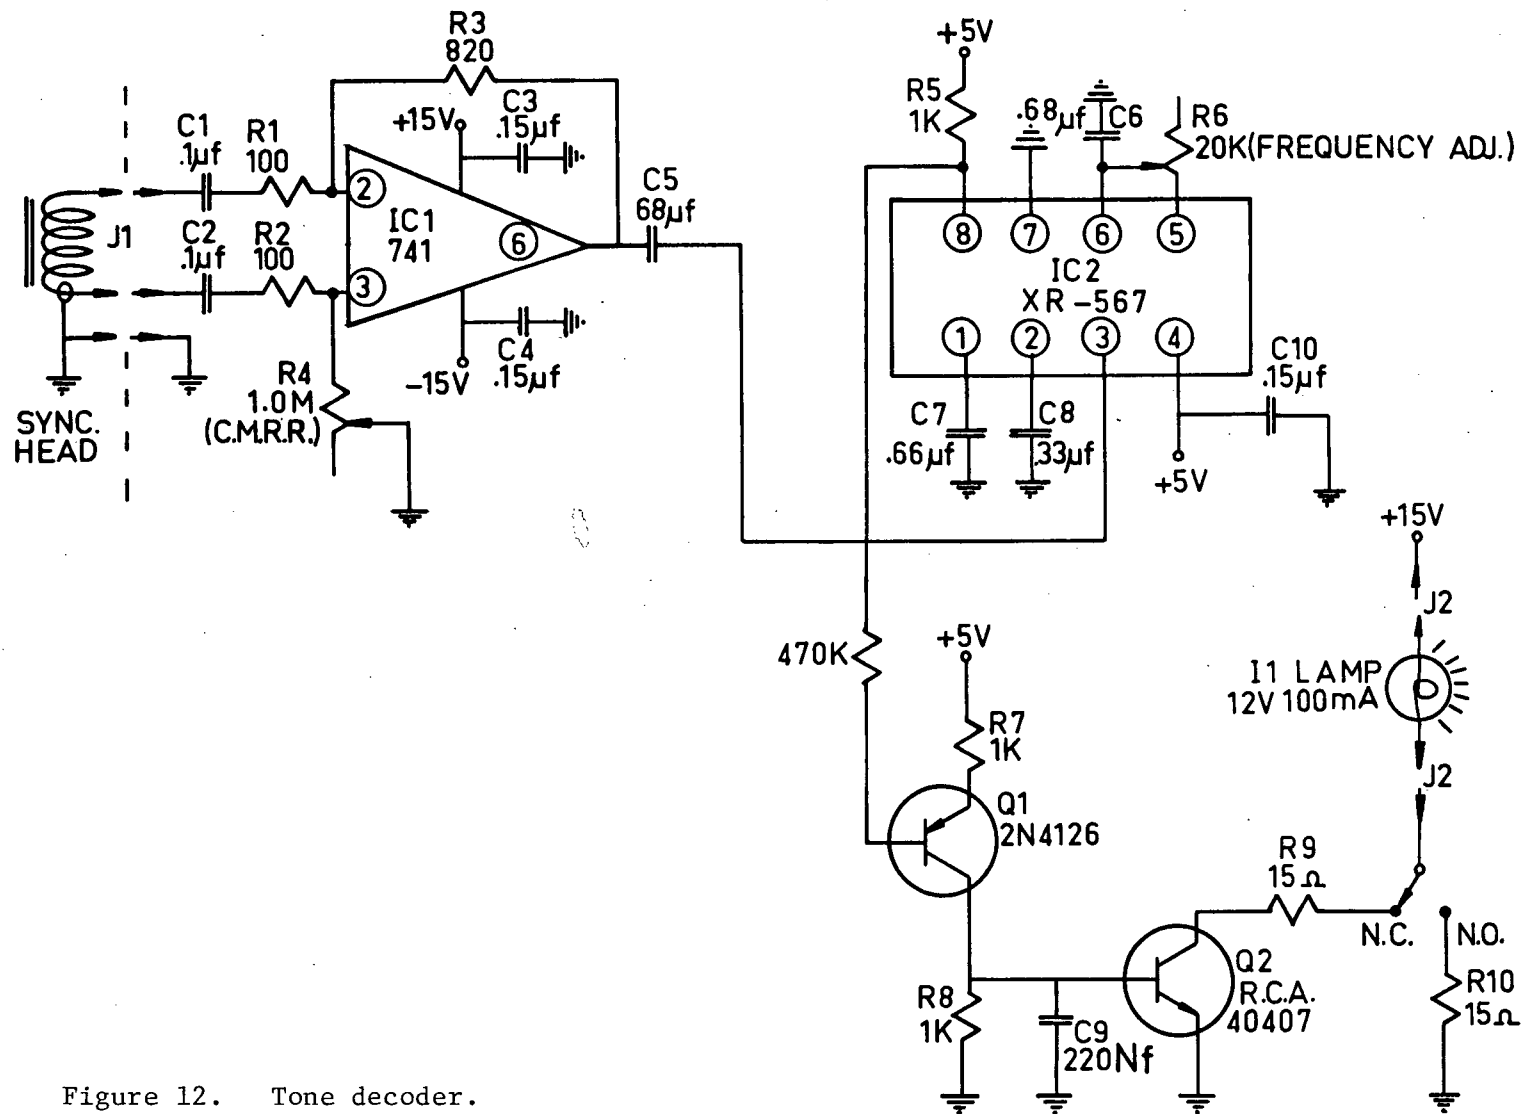 R3
820
C1
.1µf
R1
100
+15V
C3
.15µf
J1
C2
.1µf
R2
100
2
IC1
741
3
6
C5
68µf
C4
.15µf
-15V
R4
1.0M
(C.M.R.R.)
SYNC.
HEAD
+5V
R5
1K
.68µf
C6
R6
20K(FREQUENCY ADJ.)
8
7
6
5
IC2
XR-567
1
2
3
4
C7
.66µf
C8
.33µf
+5V
C10
.15µf
470K
+5V
R7
1K
Q1
2N4126
R8
1K
C9
220Nf
Q2
R.C.A.
40407
R9
15Ω
N.C.
N.O.
R10
15Ω
+15V
J2
I1 LAMP
12V 100mA
J2
Figure 12. Tone decoder.